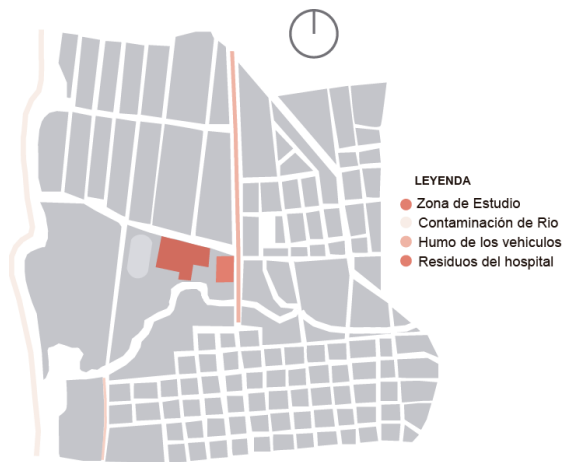 LEYENDA
Zona de Estudio
Contaminación de Rio
Humo de los vehiculos
Residuos del hospital